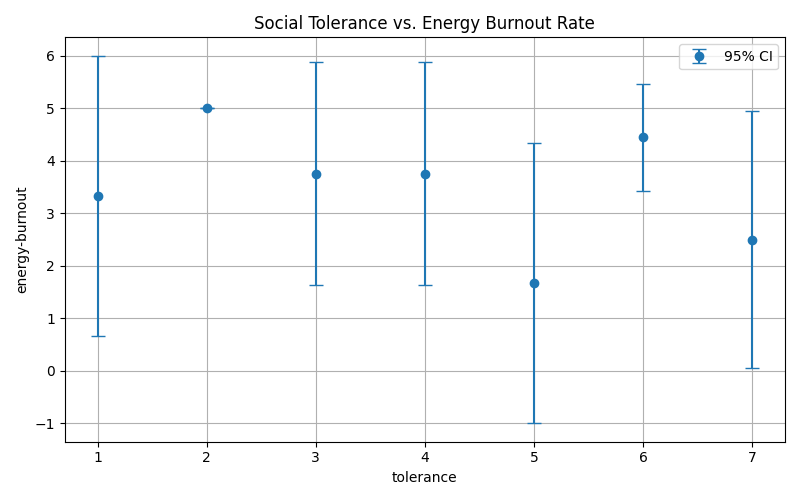 Social Tolerance vs. Energy Burnout Rate
95% CI
energy-burnout
6
5
4
3
2
1
0
−1
1 2 3 4 5 6 7
tolerance